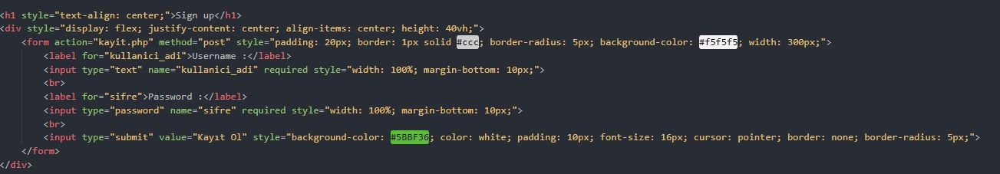 <h1 style="text-align: center;">Sign up</h1>
<div style="display: flex; justify-content: center; align-items: center; height: 40vh;">
<form action="kayit.php" method="post" style="padding: 20px; border: 1px solid #ccc; border-radius: 5px; background-color: #f5f5f5; width: 300px;">
<label for="kullanici_adi">Username :</label>
<input type="text" name="kullanici_adi" required style="width: 100%; margin-bottom: 10px;">
<br>
<label for="sifre">Password :</label>
<input type="password" name="sifre" required style="width: 100%; margin-bottom: 10px;">
<br>
<input type="submit" value="Kayıt Ol" style="background-color: #5BBF36; color: white; padding: 10px; font-size: 16px; cursor: pointer; border: none; border-radius: 5px;">
</form>
</div>